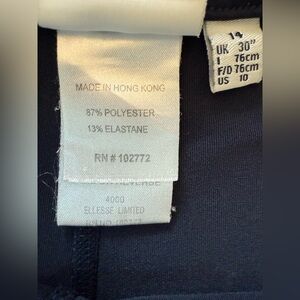 MADE IN HONG KONG
87% POLYESTER
13% ELASTANE
RN # 102772
REVERSE
4000
ELLESSE LIMITED
14
UK 30"
I 76cm
F/D 76cm
US 10